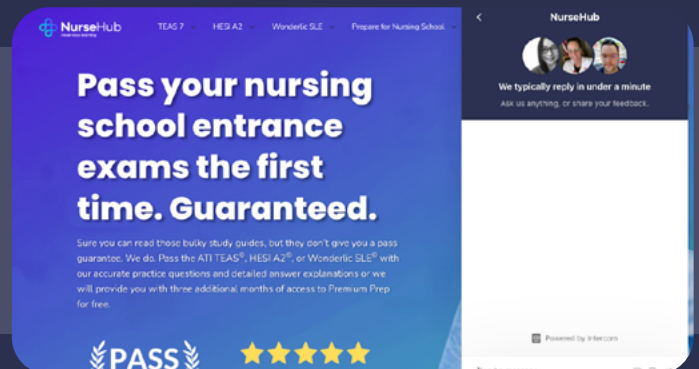 NurseHub
TEAS 7
HESI A2
Wonderlic SLE
Prepare for Nursing School
Pass your nursing
school entrance
exams the first
time. Guaranteed.
Sure you can read those bulky study guides, but they don't give you a pass
guarantee. We do. Pass the ATI TEAS®, HESI A2®, or Wonderlic SLE® with
our accurate practice questions and detailed answer explanations or we
will provide you with three additional months of access to Premium Prep
for free.
PASS
NurseHub
We typically reply in under a minute
Ask us anything, or share your feedback.
Powered by Intercom